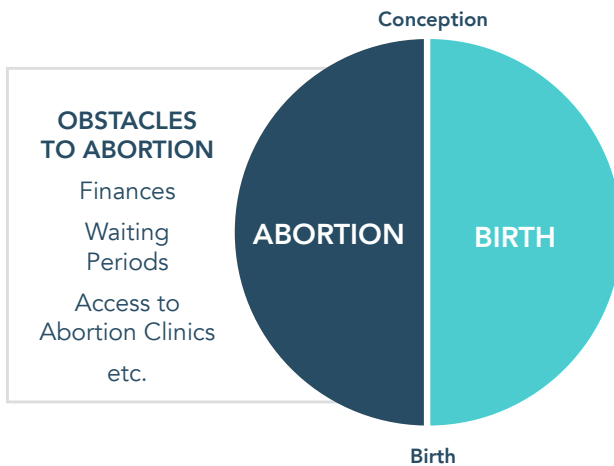 Conception
OBSTACLES
TO ABORTION
Finances
Waiting
Periods
Access to
Abortion Clinics
etc.
ABORTION
BIRTH
Birth